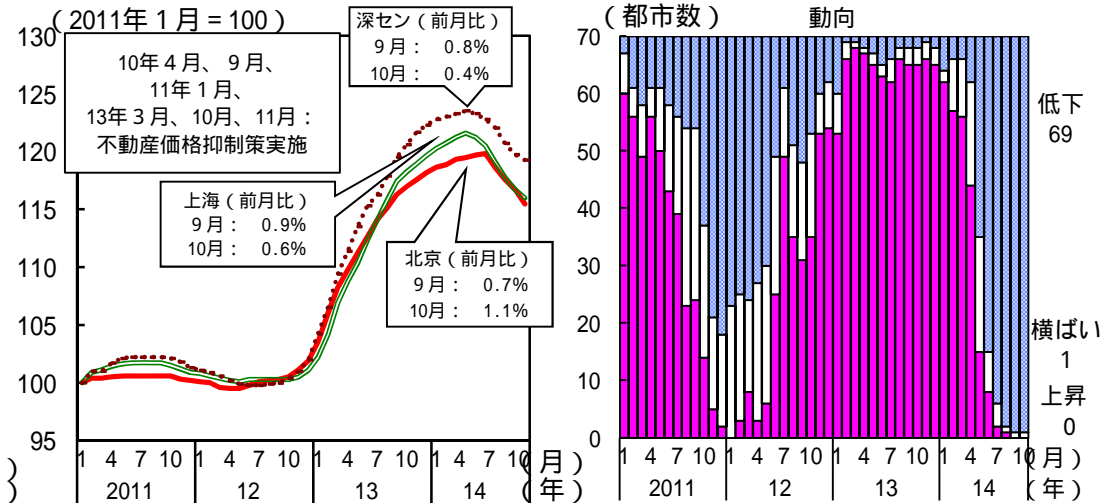 (2011年1月=100)
130
125
120
115
110
105
100
95
10年4月、9月、
11年1月、
13年3月、10月、11月:
不動産価格抑制策実施
深セン(前月比)
9月: 0.8%
10月: 0.4%
上海(前月比)
9月: 0.9%
10月: 0.6%
北京(前月比)
9月: 0.7%
10月: 1.1%
1 4 7 10 1 4 7 10 1 4 7 10 1 4 7 10
(月)
2011 12 13 14
(年)
)
)
(都市数)
動向
70
60
50
40
30
20
10
0
低下
69
横ばい
1
上昇
0
1 4 7 10 1 4 7 10 1 4 7 10 1 4 7 10
(月)
2011 12 13 14
(年)